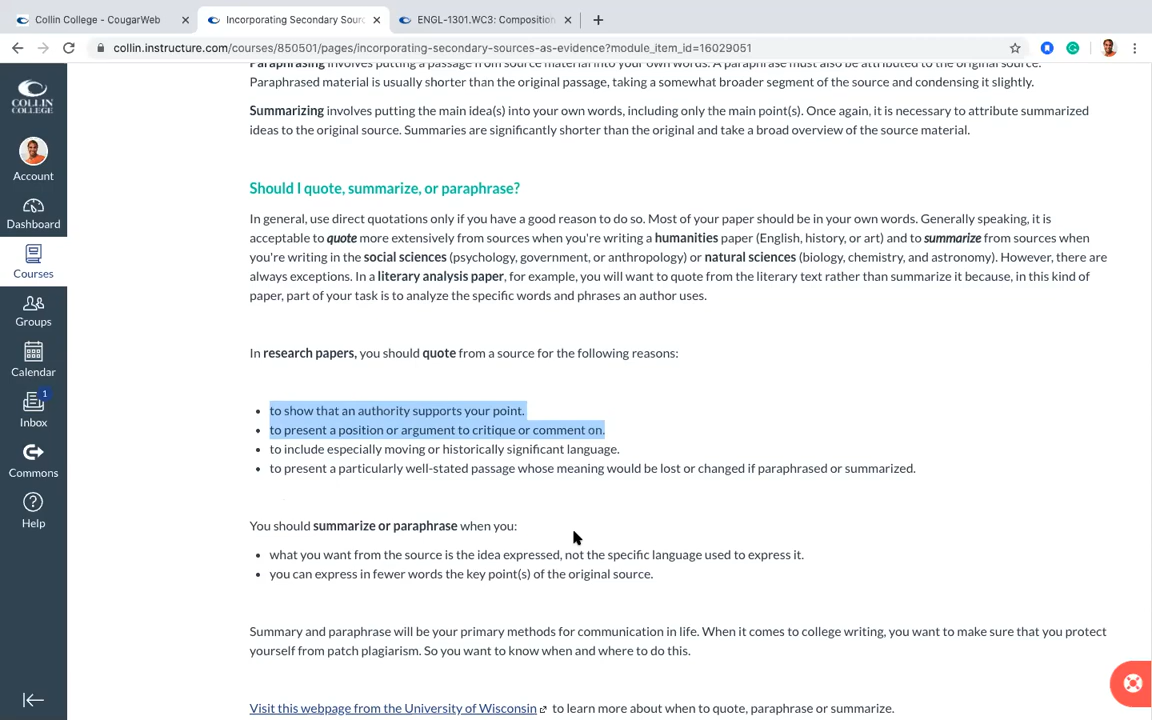 Collin College - CougarWeb
Incorporating Secondary Sourc
ENGL-1301.WC3: Composition
collin.instructure.com/courses/850501/pages/incorporating-secondary-sources-as-evidence?module_item_id=16029051
COLLIN
COLLEGE
Account
Dashboard
Courses
Groups
Calendar
1
Inbox
Commons
Help
Paraphrasing involves putting a passage from source material into your own words. A paraphrase must also be attributed to the original source.
Paraphrased material is usually shorter than the original passage, taking a somewhat broader segment of the source and condensing it slightly.
Summarizing involves putting the main idea(s) into your own words, including only the main point(s). Once again, it is necessary to attribute summarized
ideas to the original source. Summaries are significantly shorter than the original and take a broad overview of the source material.
Should I quote, summarize, or paraphrase?
In general, use direct quotations only if you have a good reason to do so. Most of your paper should be in your own words. Generally speaking, it is
acceptable to quote more extensively from sources when you're writing a humanities paper (English, history, or art) and to summarize from sources when
you're writing in the social sciences (psychology, government, or anthropology) or natural sciences (biology, chemistry, and astronomy). However, there are
always exceptions. In a literary analysis paper, for example, you will want to quote from the literary text rather than summarize it because, in this kind of
paper, part of your task is to analyze the specific words and phrases an author uses.
In research papers, you should quote from a source for the following reasons:
• to show that an authority supports your point.
• to present a position or argument to critique or comment on.
• to include especially moving or historically significant language.
• to present a particularly well-stated passage whose meaning would be lost or changed if paraphrased or summarized.
You should summarize or paraphrase when you:
• what you want from the source is the idea expressed, not the specific language used to express it.
• you can express in fewer words the key point(s) of the original source.
Summary and paraphrase will be your primary methods for communication in life. When it comes to college writing, you want to make sure that you protect
yourself from patch plagiarism. So you want to know when and where to do this.
Visit this webpage from the University of Wisconsin to learn more about when to quote, paraphrase or summarize.